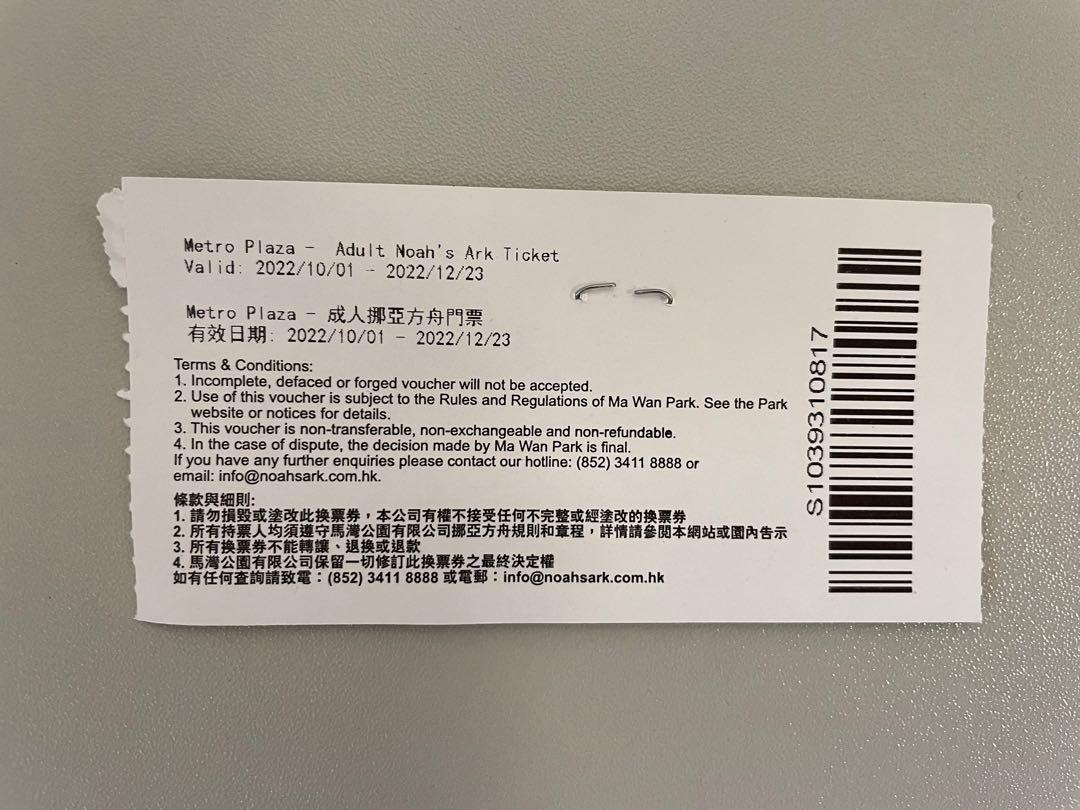 Metro Plaza - Adult Noah's Ark Ticket
Valid: 2022/10/01 - 2022/12/23
Metro Plaza - 成人挪亞方舟門票
有效日期: 2022/10/01 - 2022/12/23
Terms & Conditions:
1. Incomplete, defaced or forged voucher will not be accepted.
2. Use of this voucher is subject to the Rules and Regulations of Ma Wan Park. See the Park
website or notices for details.
3. This voucher is non-transferable, non-exchangeable and non-refundable.
4. In the case of dispute, the decision made by Ma Wan Park is final.
If you have any further enquiries please contact our hotline: (852) 3411 8888 or
email: info@noahsark.com.hk.
條款與細則:
1. 請勿損毀或塗改此換票券，本公司有權不接受任何不完整或經塗改的換票券
2. 所有持票人均須遵守馬灣公園有限公司挪亞方舟規則和章程，詳情請參閱本網站或園內告示
3. 所有換票券不能轉讓、退換或退款
4. 馬灣公園有限公司保留一切修訂此換票券之最終決定權
如有任何查詢請致電：(852) 3411 8888 或電郵：info@noahsark.com.hk
S1039310817